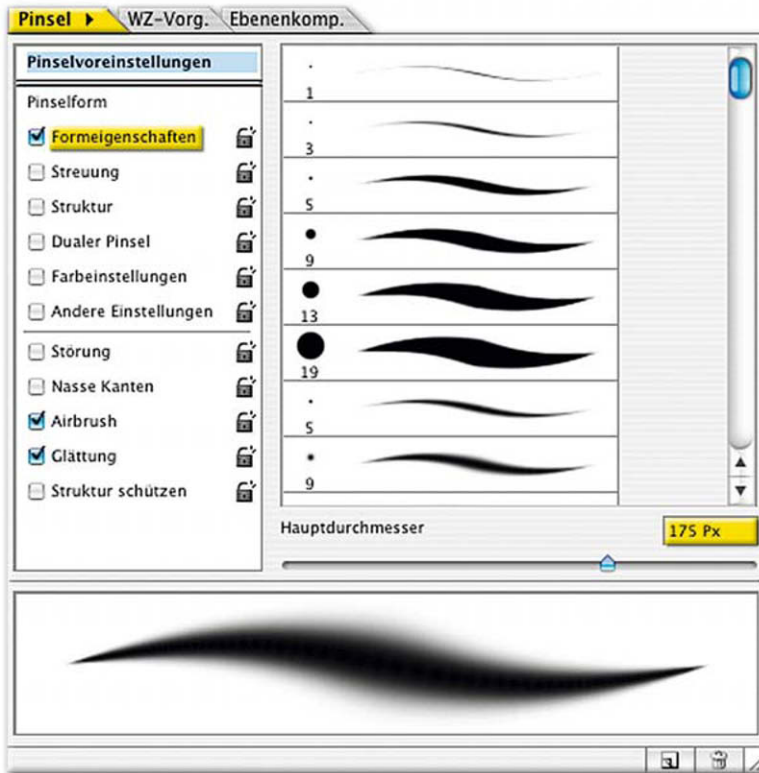 Pinsel WZ-Vorg. Ebenenkomp.
Pinselvoreinstellungen
Pinselform
Formeigenschaften
Streuung
Struktur
Dualer Pinsel
Farbeinstellungen
Andere Einstellungen
Störung
Nasse Kanten
Airbrush
Glättung
Struktur schützen
1
3
5
9
13
19
5
9
Hauptdurchmesser 175 Px